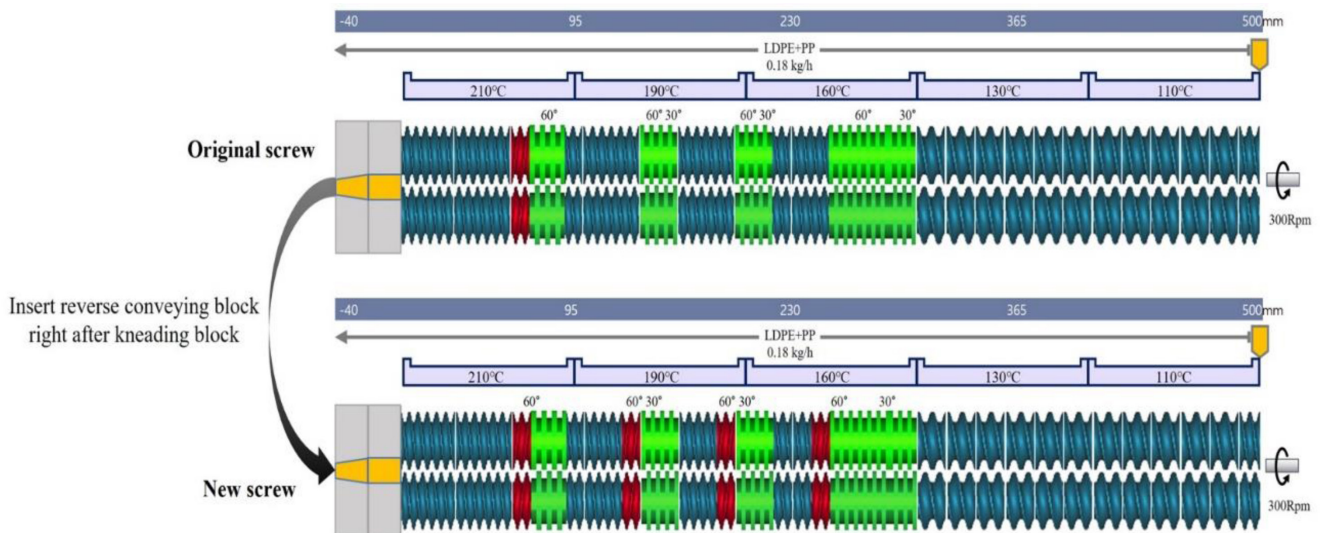 -40 95 230 365 500mm
LDPE+PP
0.18 kg/h
210℃ 190℃ 160℃ 130℃ 110℃
60° 60° 30° 60° 30° 60° 30°
Original screw
300Rpm
Insert reverse conveying block
right after kneading block
-40 95 230 365 500mm
LDPE+PP
0.18 kg/h
210℃ 190℃ 160℃ 130℃ 110℃
60° 60° 30° 60° 30° 60° 30°
New screw
300Rpm